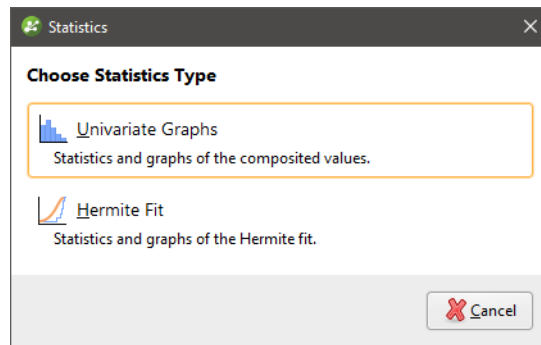 Statistics
Choose Statistics Type
Univariate Graphs
Statistics and graphs of the composited values.
Hermite Fit
Statistics and graphs of the Hermite fit.
Cancel